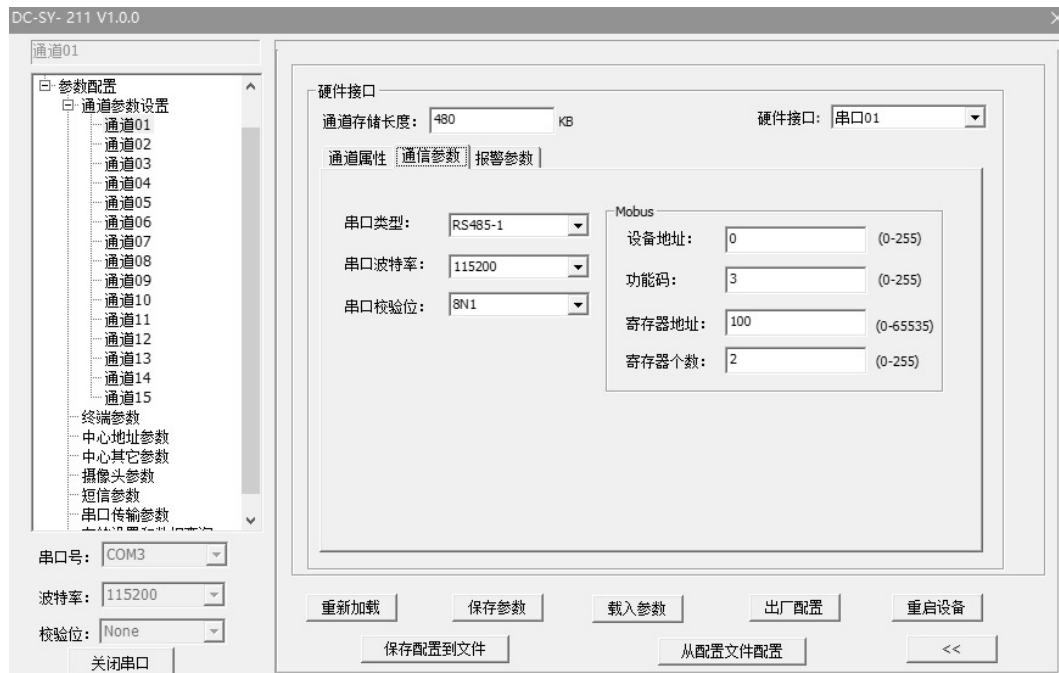 DC-SY- 211 V1.0.0
通道01
参数配置
通道参数设置
通道01
通道02
通道03
通道04
通道05
通道06
通道07
通道08
通道09
通道10
通道11
通道12
通道13
通道14
通道15
终端参数
中心地址参数
中心其它参数
摄像头参数
短信参数
串口传输参数
串口号: COM3
波特率: 115200
校验位: None
关闭串口
硬件接口
通道存储长度: 480 KB 硬件接口: 串口01
通道属性 通信参数 报警参数
串口类型: RS485-1
串口波特率: 115200
串口校验位: 8N1
Mobus
设备地址: 0 (0-255)
功能码: 3 (0-255)
寄存器地址: 100 (0-65535)
寄存器个数: 2 (0-255)
重新加载 保存参数 载入参数 出厂配置 重启设备
保存配置到文件 从配置文件配置 <<